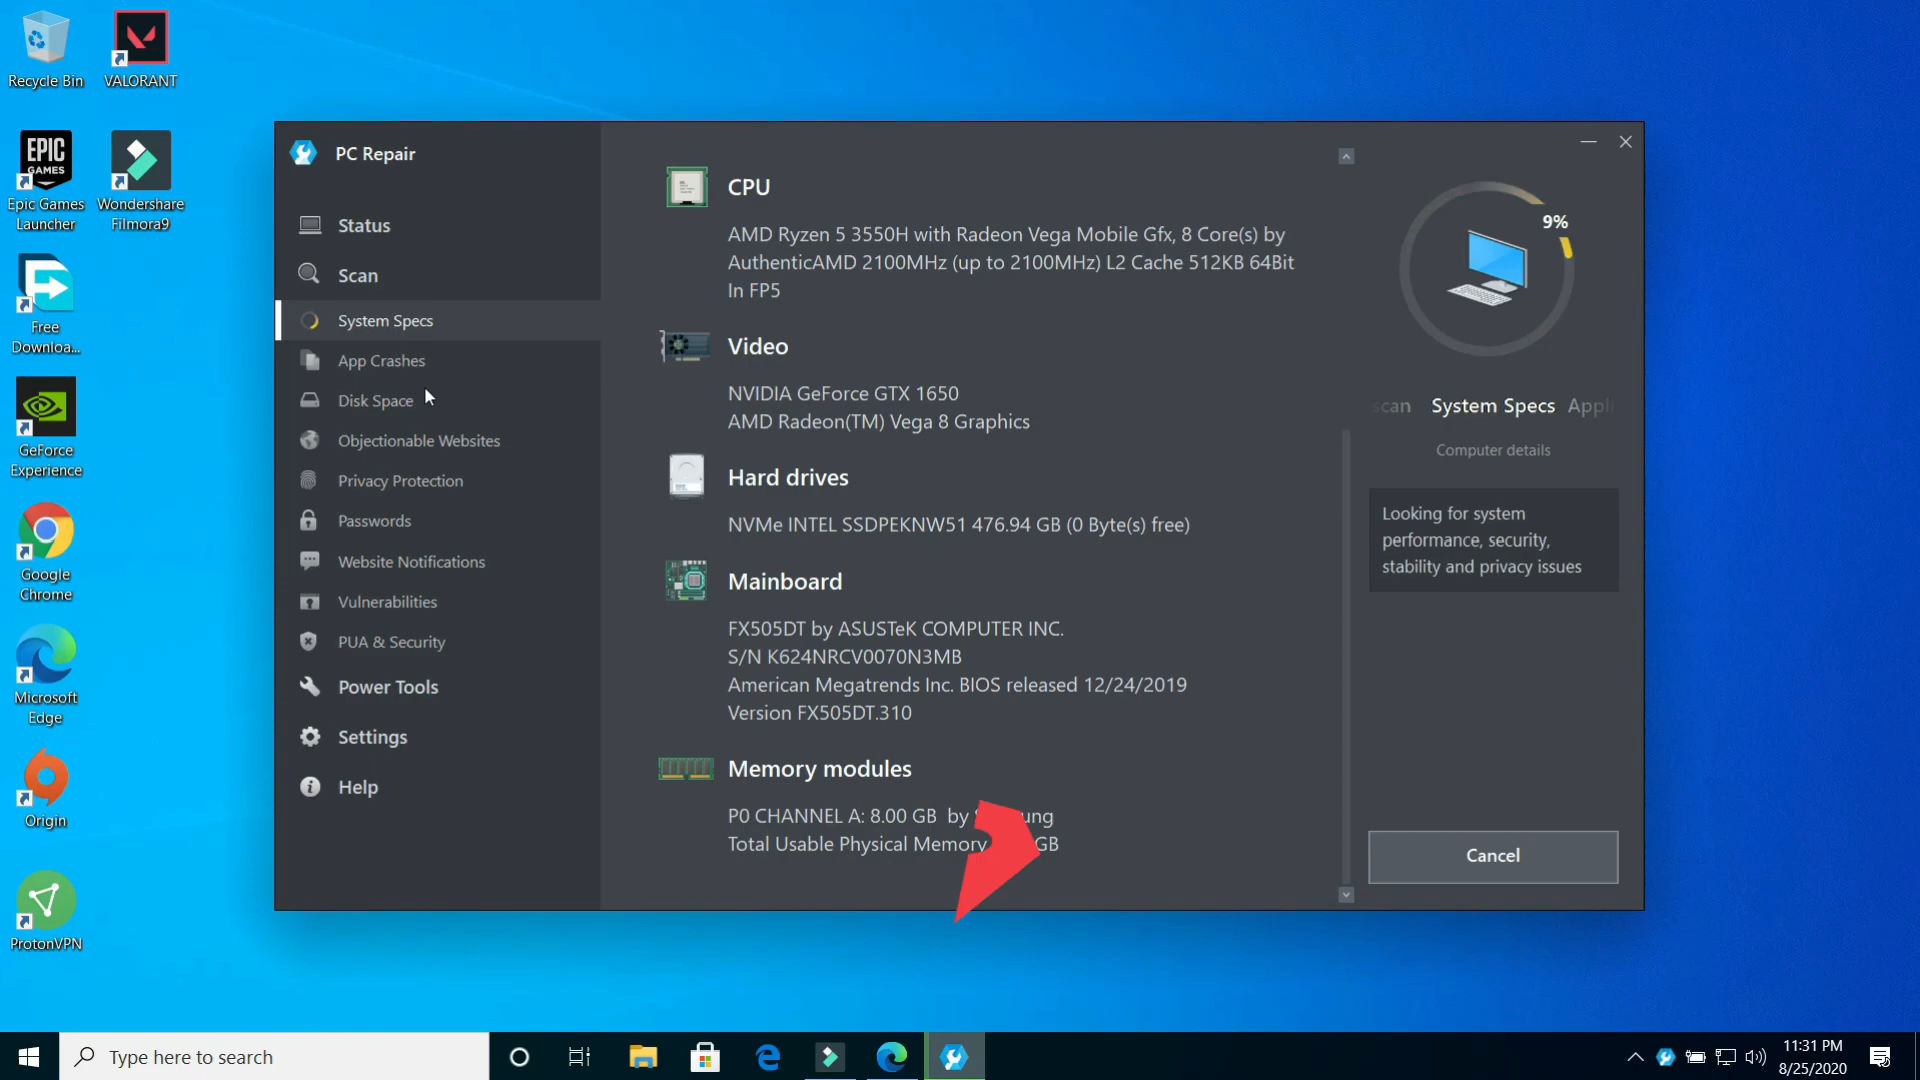 Recycle Bin
VALORANT
EPIC
GAMES
Epic Games
Launcher
Wondershare
Filmora9
Free
Downloa...
GeForce
Experience
Google
Chrome
Microsoft
Edge
Origin
ProtonVPN
PC Repair
Status
Scan
System Specs
App Crashes
Disk Space
Objectionable Websites
Privacy Protection
Passwords
Website Notifications
Vulnerabilities
PUA & Security
Power Tools
Settings
Help
CPU
AMD Ryzen 5 3550H with Radeon Vega Mobile Gfx, 8 Core(s) by
AuthenticAMD 2100MHz (up to 2100MHz) L2 Cache 512KB 64Bit
In FP5
Video
NVIDIA GeForce GTX 1650
AMD Radeon(TM) Vega 8 Graphics
Hard drives
NVMe INTEL SSDPEKNW51 476.94 GB (0 Byte(s) free)
Mainboard
FX505DT by ASUSTeK COMPUTER INC.
S/N K624NRCV0070N3MB
American Megatrends Inc. BIOS released 12/24/2019
Version FX505DT.310
Memory modules
P0 CHANNEL A: 8.00 GB by
Total Usable Physical Memory GB
9%
scan System Specs Appli
Computer details
Looking for system
performance, security,
stability and privacy issues
Cancel
Type here to search
11:31 PM
8/25/2020